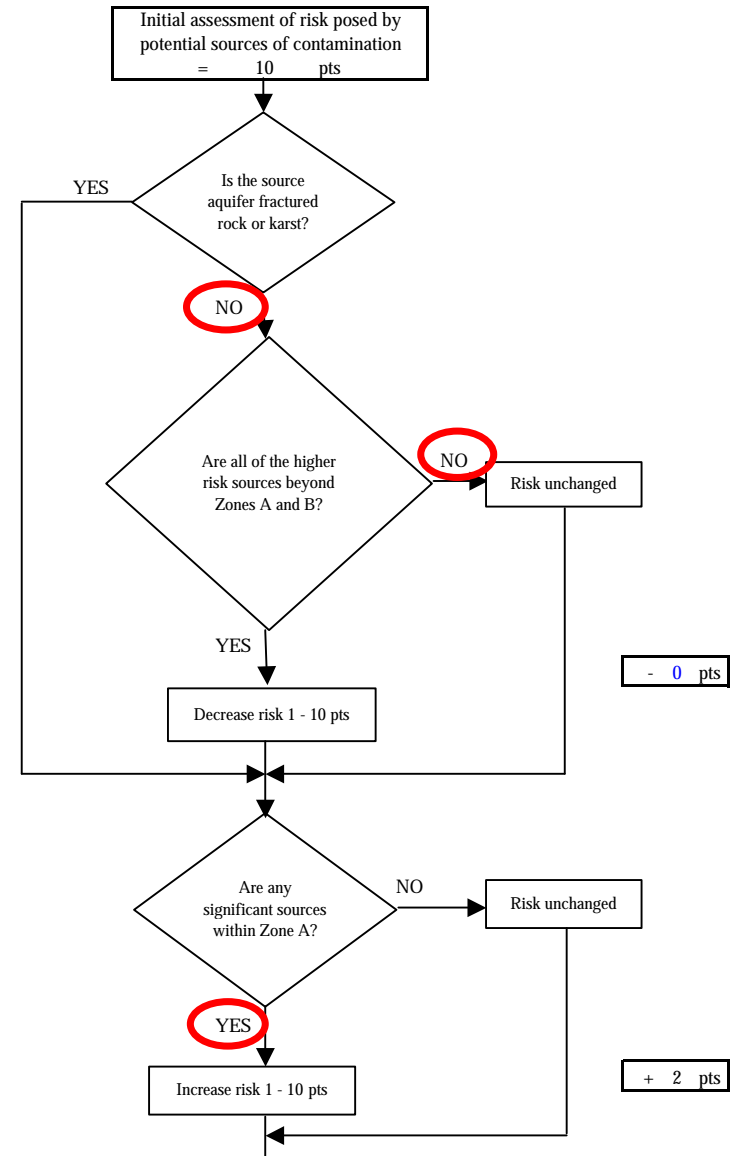 Initial assessment of risk posed by
potential sources of contamination
= 10 pts
YES
Is the source
aquifer fractured
rock or karst?
NO
Are all of the higher
risk sources beyond
Zones A and B?
NO
Risk unchanged
YES
- 0 pts
Decrease risk 1 - 10 pts
Are any
significant sources
within Zone A?
NO
Risk unchanged
YES
Increase risk 1 - 10 pts
+ 2 pts